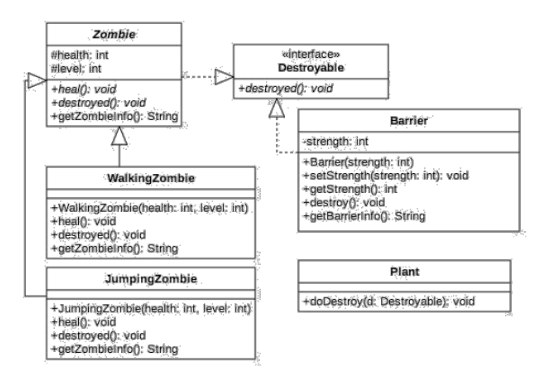 Zombie
#health: int
#level: int
+heal(): void
+destroyed(): void
+getZombieInfo(): String
«interface»
Destroyable
+destroyed(): void
Barrier
-strength: int
+Barrier(strength: int)
+setStrength(strength: int): void
+getStrength(): int
+destroy(): void
+getBarrierInfo(): String
WalkingZombie
+WalkingZombie(health: int, level: int)
+heal(): void
+destroyed(): void
+getZombieInfo(): String
JumpingZombie
+JumpingZombie(health: int, level: int)
+heal(): void
+destroyed(): void
+getZombieInfo(): String
Plant
+doDestroy(d: Destroyable): void